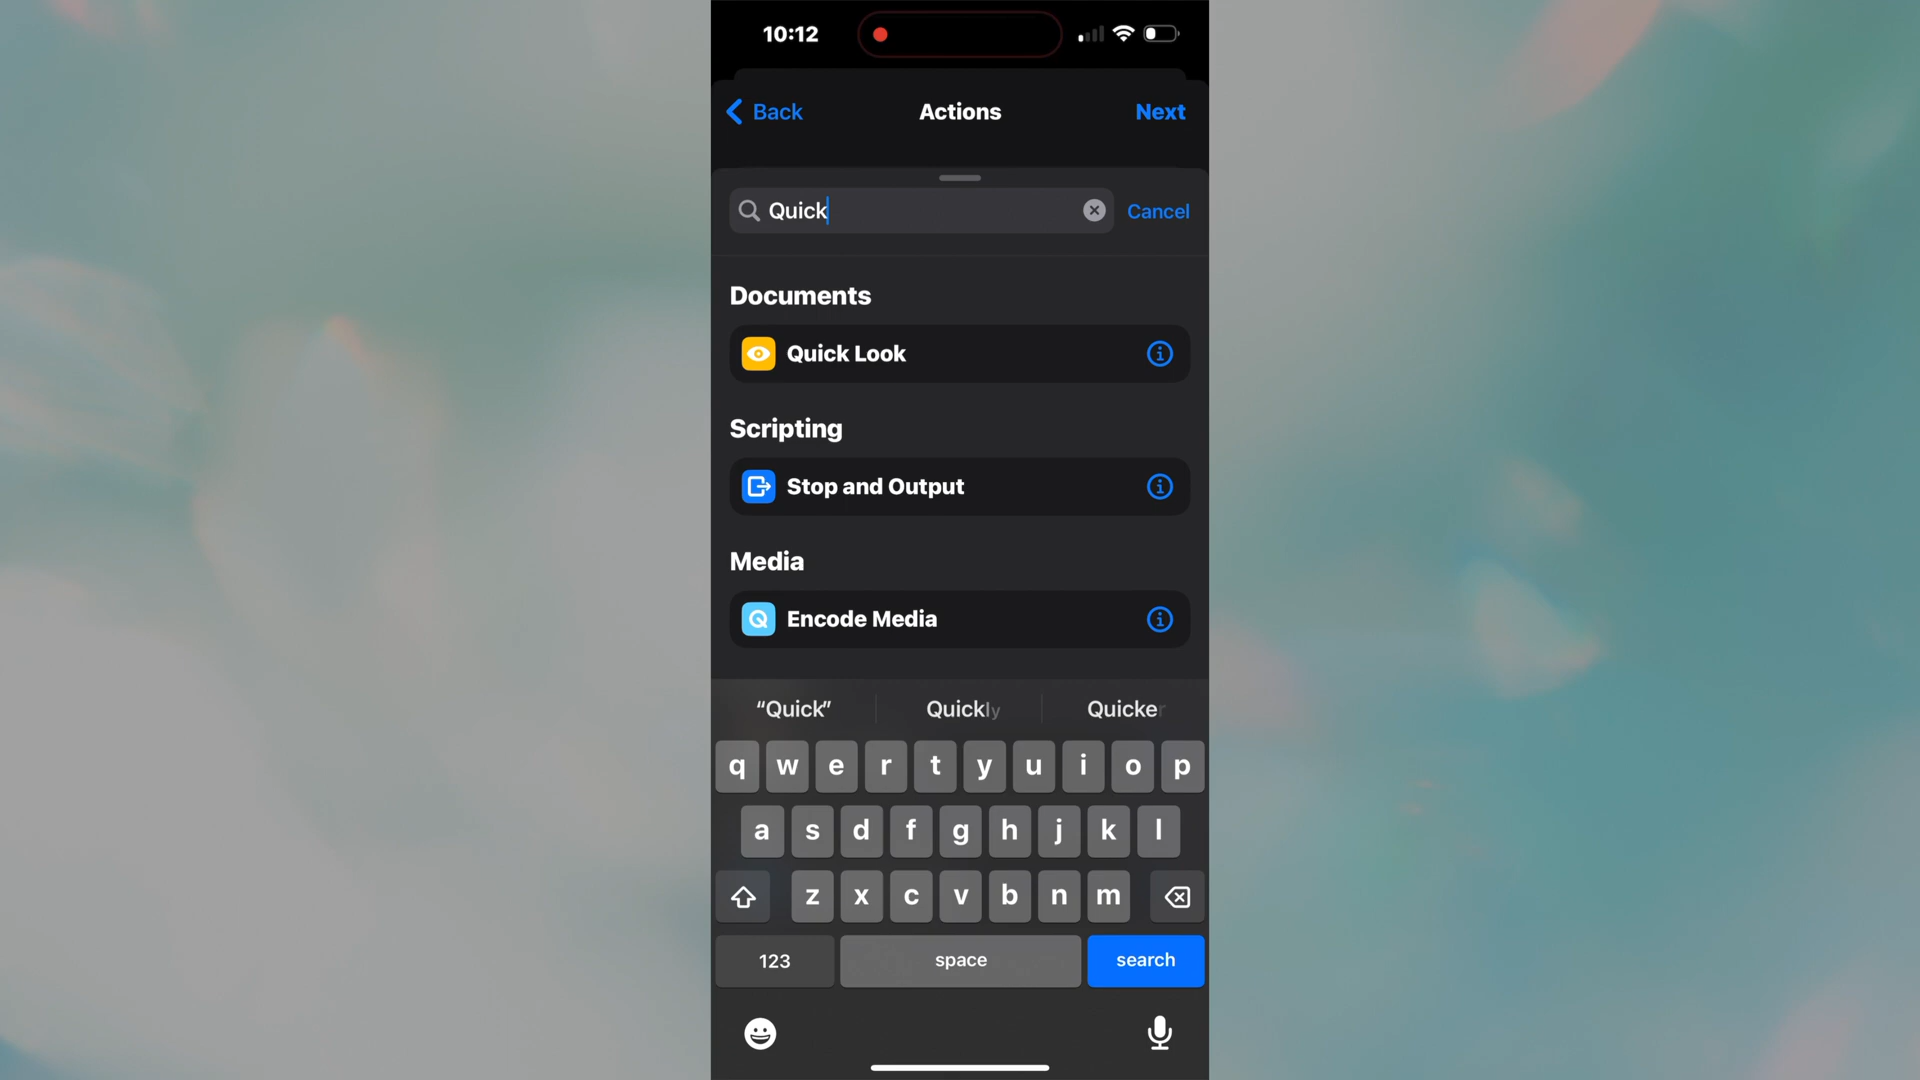 10:12
Back
Actions
Next
Quick
Cancel
Documents
Quick Look
Scripting
Stop and Output
Media
Encode Media
“Quick”
Quickly
Quicker
q w e r t y u i o p
a s d f g h j k l
z x c v b n m
123
space
search